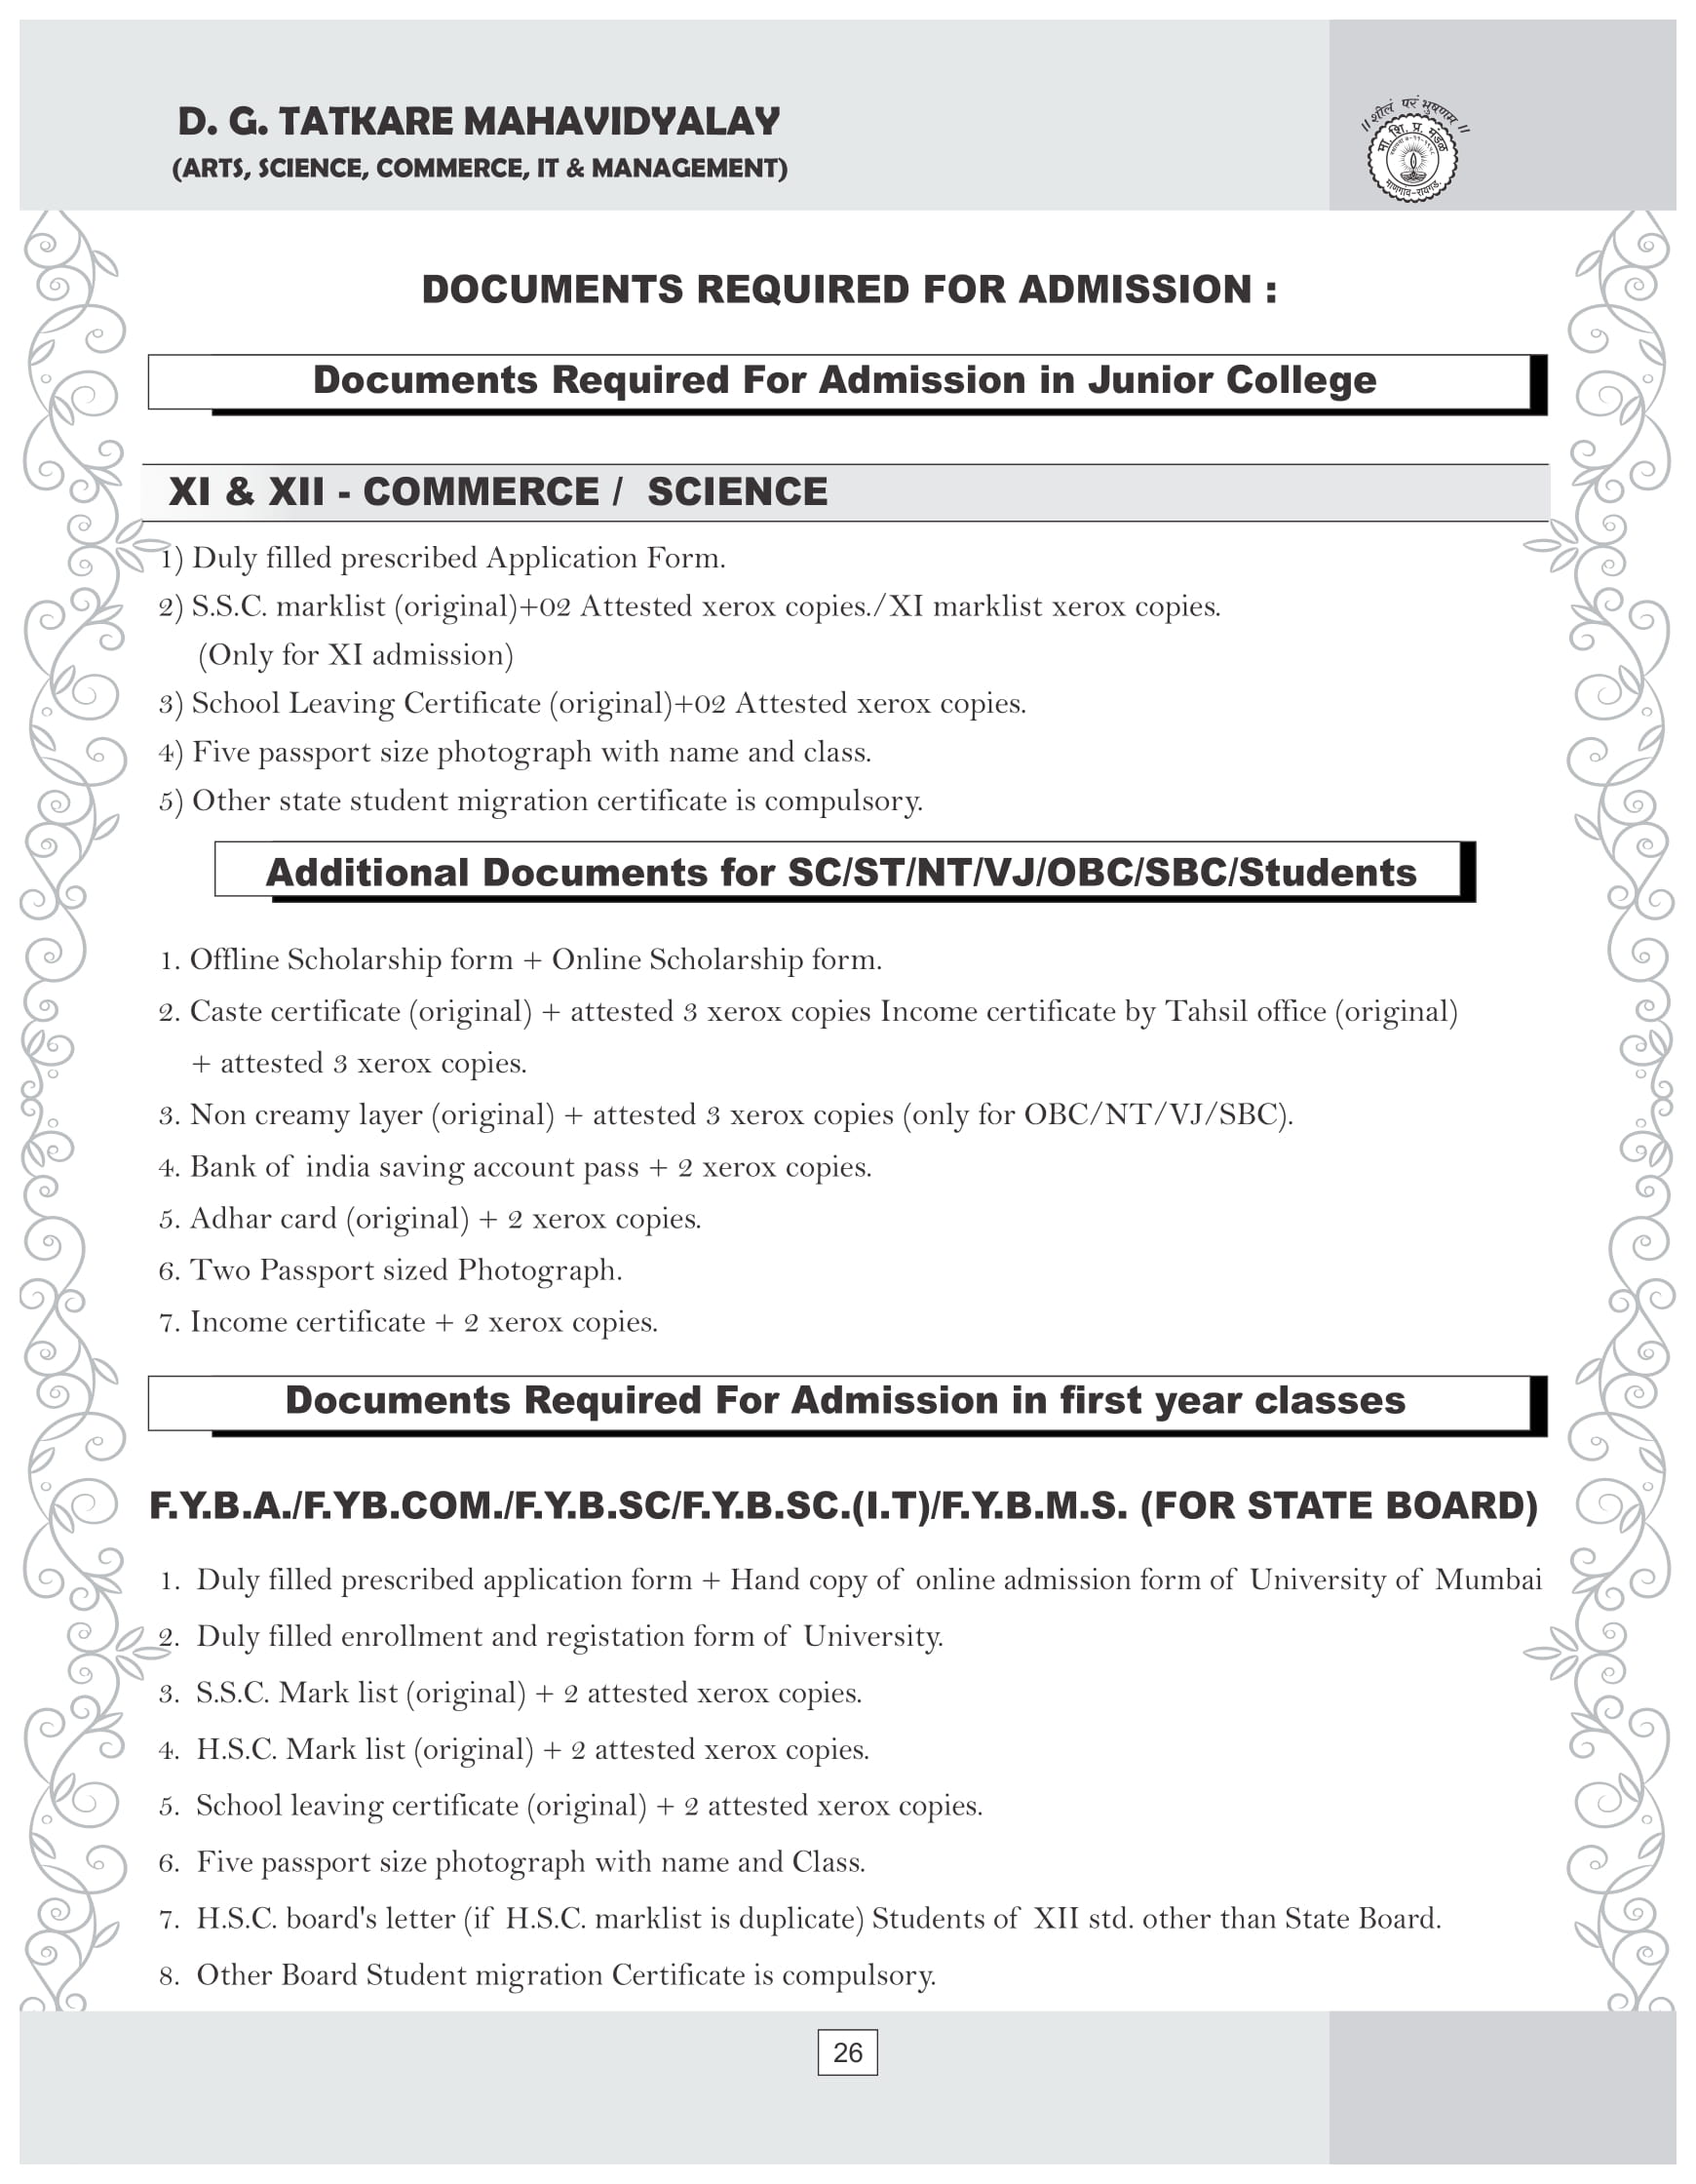 D. G. TATKARE MAHAVIDYALAY
(ARTS, SCIENCE, COMMERCE, IT & MANAGEMENT)
॥ शीलं परं भुषणम ॥
मा. शि. प्र. मंडळ
माणगाव-रायगड.
DOCUMENTS REQUIRED FOR ADMISSION :
Documents Required For Admission in Junior College
XI & XII - COMMERCE / SCIENCE
1) Duly filled prescribed Application Form.
2) S.S.C. marklist (original)+02 Attested xerox copies./XI marklist xerox copies.
(Only for XI admission)
3) School Leaving Certificate (original)+02 Attested xerox copies.
4) Five passport size photograph with name and class.
5) Other state student migration certificate is compulsory.
Additional Documents for SC/ST/NT/VJ/OBC/SBC/Students
1. Offline Scholarship form + Online Scholarship form.
2. Caste certificate (original) + attested 3 xerox copies Income certificate by Tahsil office (original)
+ attested 3 xerox copies.
3. Non creamy layer (original) + attested 3 xerox copies (only for OBC/NT/VJ/SBC).
4. Bank of india saving account pass + 2 xerox copies.
5. Adhar card (original) + 2 xerox copies.
6. Two Passport sized Photograph.
7. Income certificate + 2 xerox copies.
Documents Required For Admission in first year classes
F.Y.B.A./F.YB.COM./F.Y.B.SC/F.Y.B.SC.(I.T)/F.Y.B.M.S. (FOR STATE BOARD)
1. Duly filled prescribed application form + Hand copy of online admission form of University of Mumbai
2. Duly filled enrollment and registation form of University.
3. S.S.C. Mark list (original) + 2 attested xerox copies.
4. H.S.C. Mark list (original) + 2 attested xerox copies.
5. School leaving certificate (original) + 2 attested xerox copies.
6. Five passport size photograph with name and Class.
7. H.S.C. board's letter (if H.S.C. marklist is duplicate) Students of XII std. other than State Board.
8. Other Board Student migration Certificate is compulsory.
26